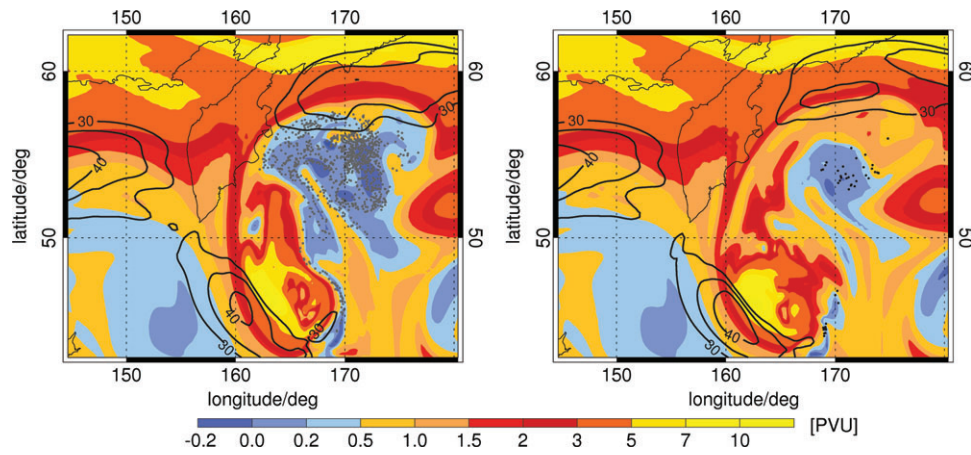 150 160 170 150 160 170
60 60 60
30 30 30 30
40 40
latitude/deg latitude/deg
50 50 50 50
40 30 40
30 30
150 160 170 150 160 170
longitude/deg longitude/deg
-0.2 0.0 0.2 0.5 1.0 1.5 2 3 5 7 10 [PVU]